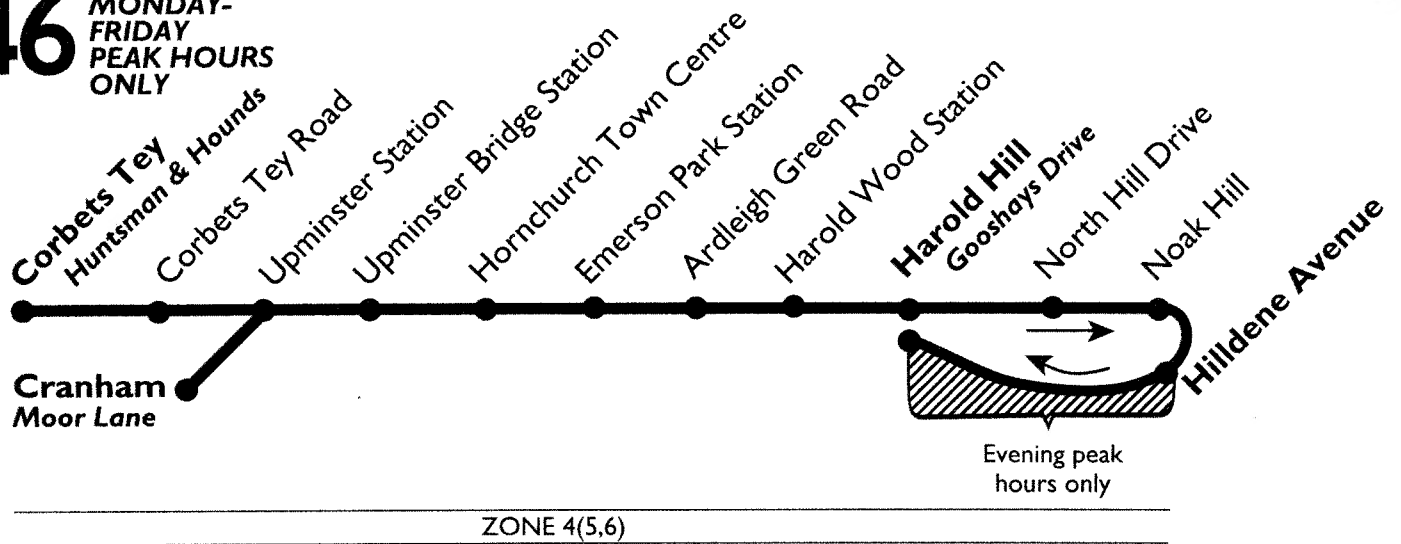 46
MONDAY-
FRIDAY
PEAK HOURS
ONLY
Corbets Tey
Huntsman & Hounds
Corbets Tey Road
Upminster Station
Upminster Bridge Station
Hornchurch Town Centre
Emerson Park Station
Ardleigh Green Road
Harold Wood Station
Harold Hill
Gooshays Drive
North Hill Drive
Noak Hill
Hilldene Avenue
Cranham
Moor Lane
Evening peak
hours only
ZONE 4(5,6)